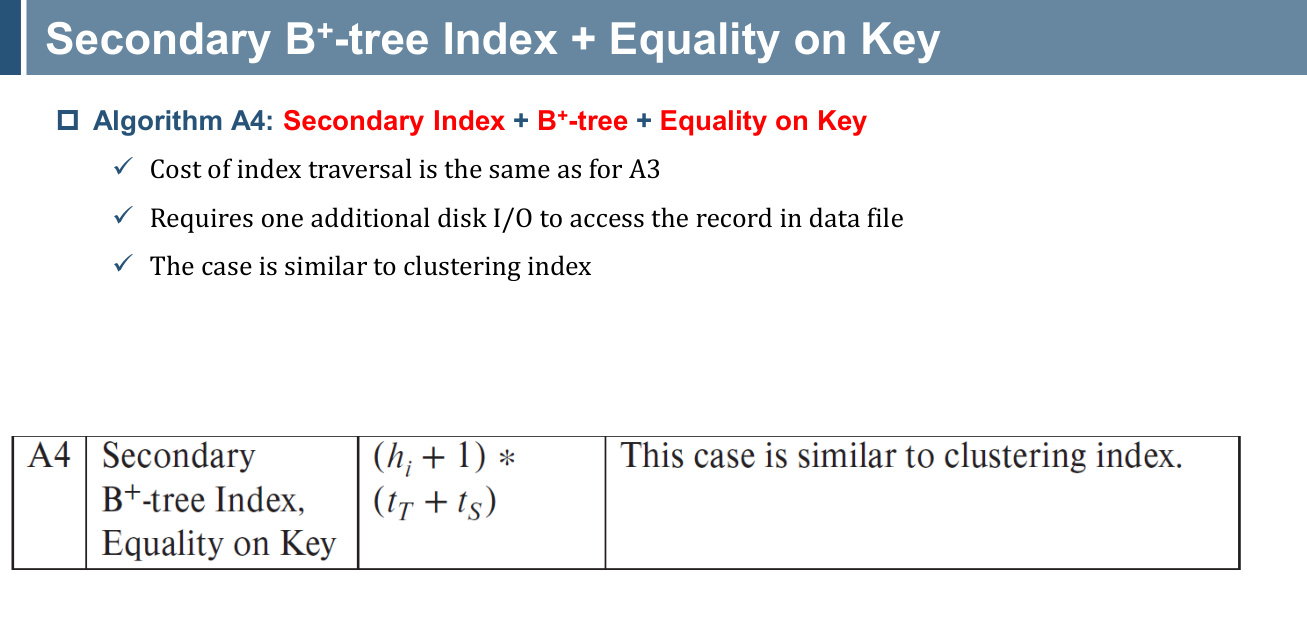 Secondary B⁺-tree Index + Equality on Key
Algorithm A4: Secondary Index + B⁺-tree + Equality on Key
✓ Cost of index traversal is the same as for A3
✓ Requires one additional disk I/O to access the record in data file
✓ The case is similar to clustering index
A4 Secondary (hᵢ + 1) ∗ This case is similar to clustering index.
B⁺-tree Index, (t_T + t_S)
Equality on Key